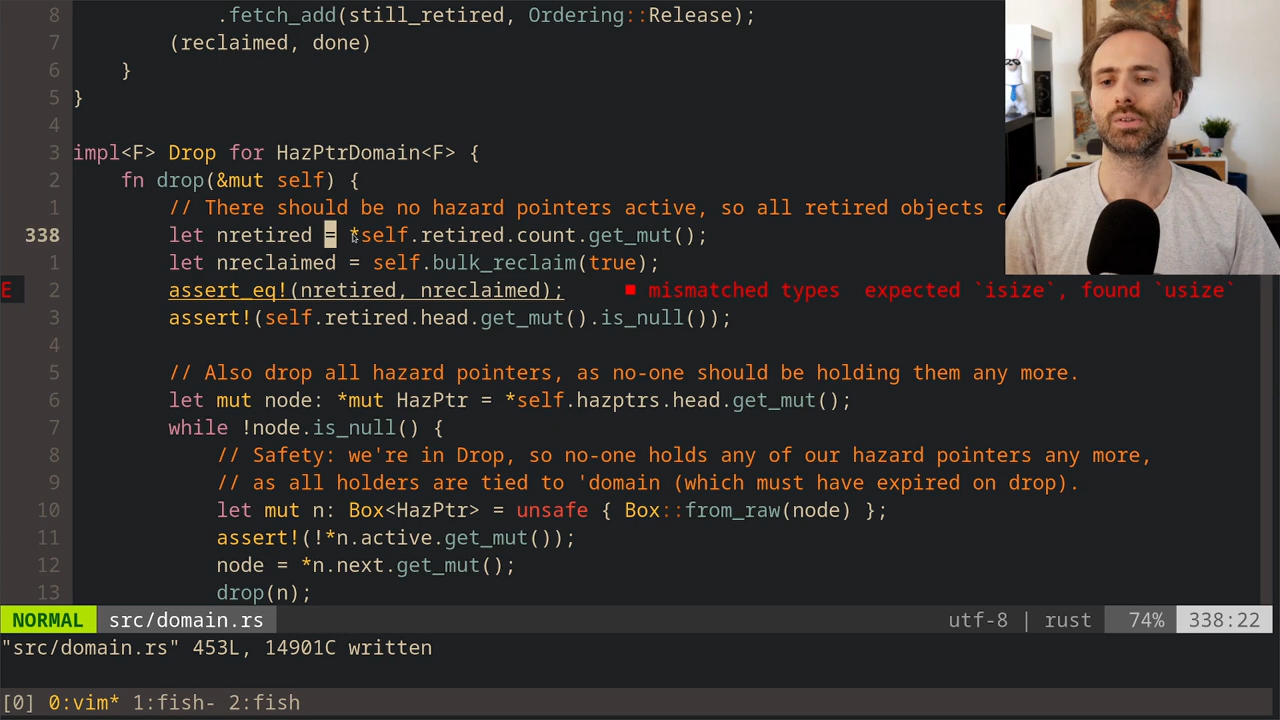 8 .fetch_add(still_retired, Ordering::Release);
7 (reclaimed, done)
6 }
5 }
4
3 impl<F> Drop for HazPtrDomain<F> {
2 fn drop(&mut self) {
1 // There should be no hazard pointers active, so all retired objects c
338 let nretired = *self.retired.count.get_mut();
1 let nreclaimed = self.bulk_reclaim(true);
E 2 assert_eq!(nretired, nreclaimed); ■ mismatched types expected `isize`, found `usize`
3 assert!(self.retired.head.get_mut().is_null());
4
5 // Also drop all hazard pointers, as no-one should be holding them any more.
6 let mut node: *mut HazPtr = *self.hazptrs.head.get_mut();
7 while !node.is_null() {
8 // Safety: we're in Drop, so no-one holds any of our hazard pointers any more,
9 // as all holders are tied to 'domain (which must have expired on drop).
10 let mut n: Box<HazPtr> = unsafe { Box::from_raw(node) };
11 assert!(!*n.active.get_mut());
12 node = *n.next.get_mut();
13 drop(n);
NORMAL src/domain.rs utf-8 | rust 74% 338:22
"src/domain.rs" 453L, 14901C written
[0] 0:vim* 1:fish- 2:fish